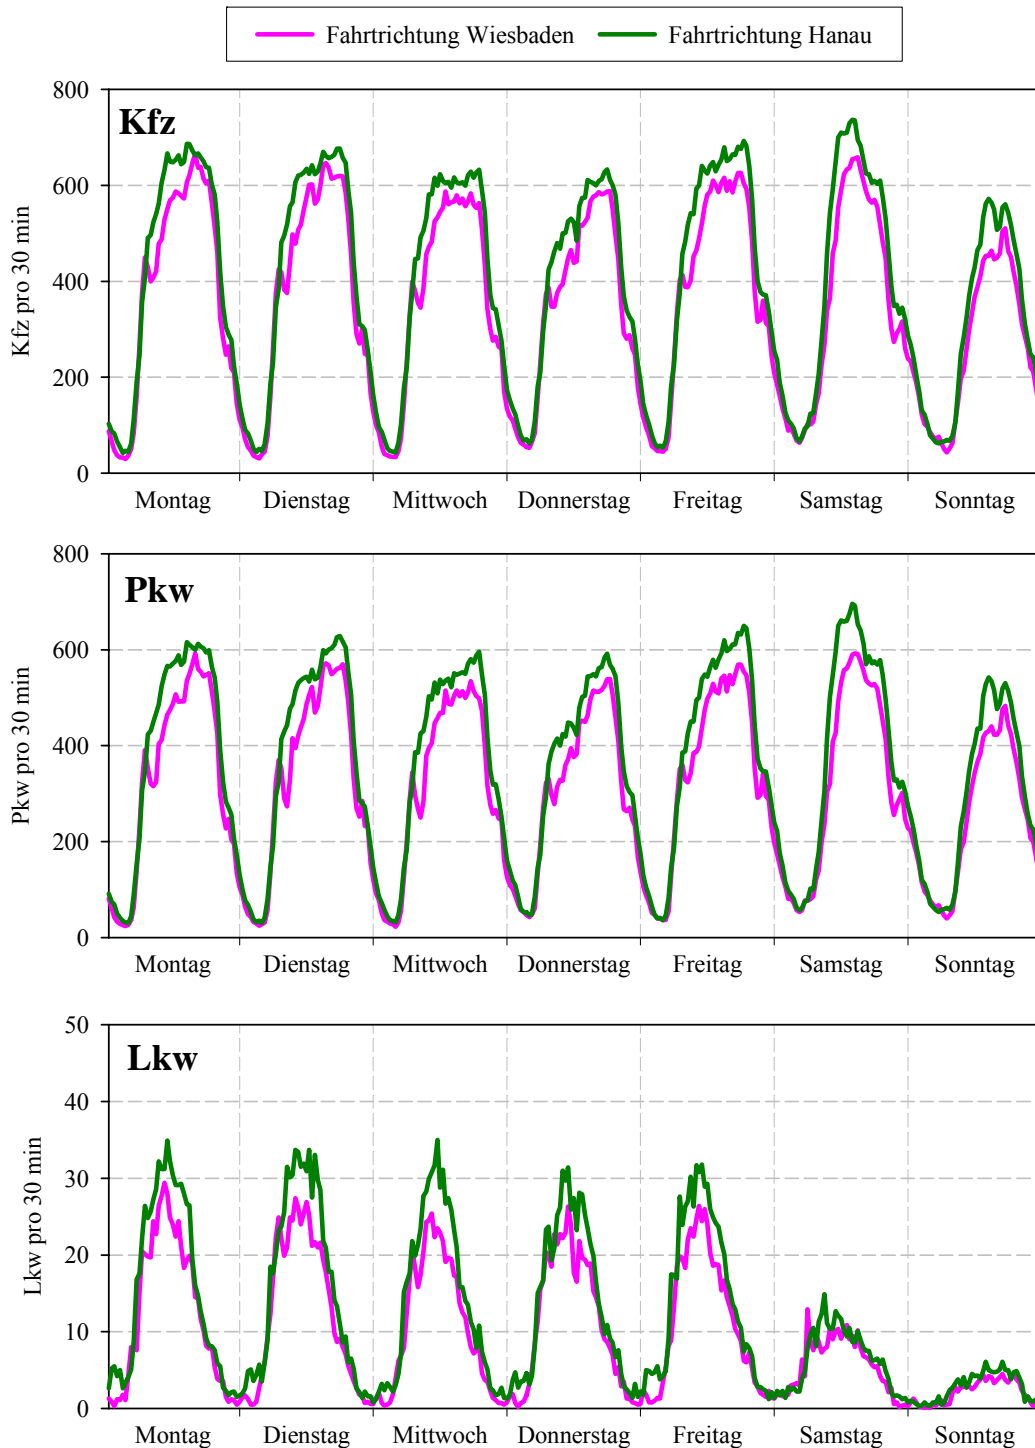 Fahrtrichtung Wiesbaden Fahrtrichtung Hanau
Kfz
Kfz pro 30 min
800
600
400
200
0
Montag Dienstag Mittwoch Donnerstag Freitag Samstag Sonntag
Pkw
Pkw pro 30 min
800
600
400
200
0
Montag Dienstag Mittwoch Donnerstag Freitag Samstag Sonntag
Lkw
Lkw pro 30 min
50
40
30
20
10
0
Montag Dienstag Mittwoch Donnerstag Freitag Samstag Sonntag